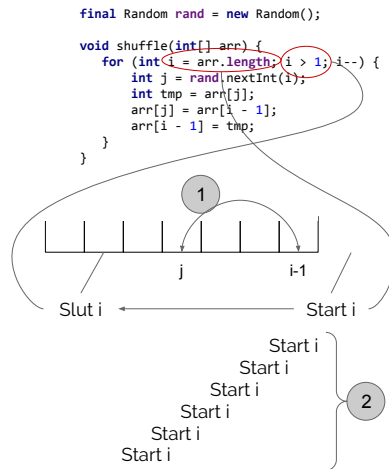 final Random rand = new Random();
void shuffle(int[] arr) {
for (int i = arr.length; i > 1; i--) {
int j = rand.nextInt(i);
int tmp = arr[j];
arr[j] = arr[i - 1];
arr[i - 1] = tmp;
}
}
1
j i-1
Slut i Start i
Start i
Start i
Start i
Start i
Start i
Start i
2